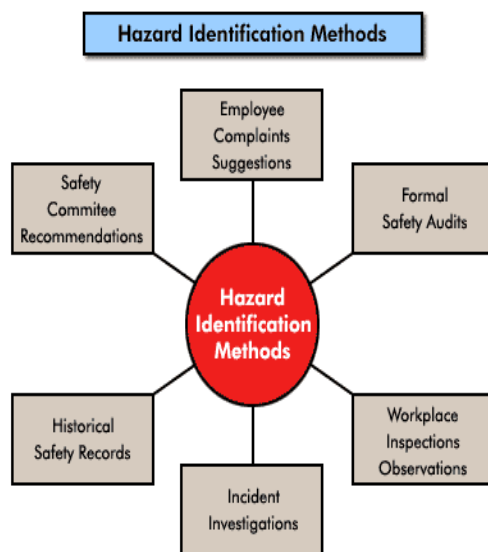 Hazard Identification Methods
Employee
Complaints
Suggestions
Safety
Commitee
Recommendations
Formal
Safety Audits
Hazard
Identification
Methods
Historical
Safety Records
Workplace
Inspections
Observations
Incident
Investigations